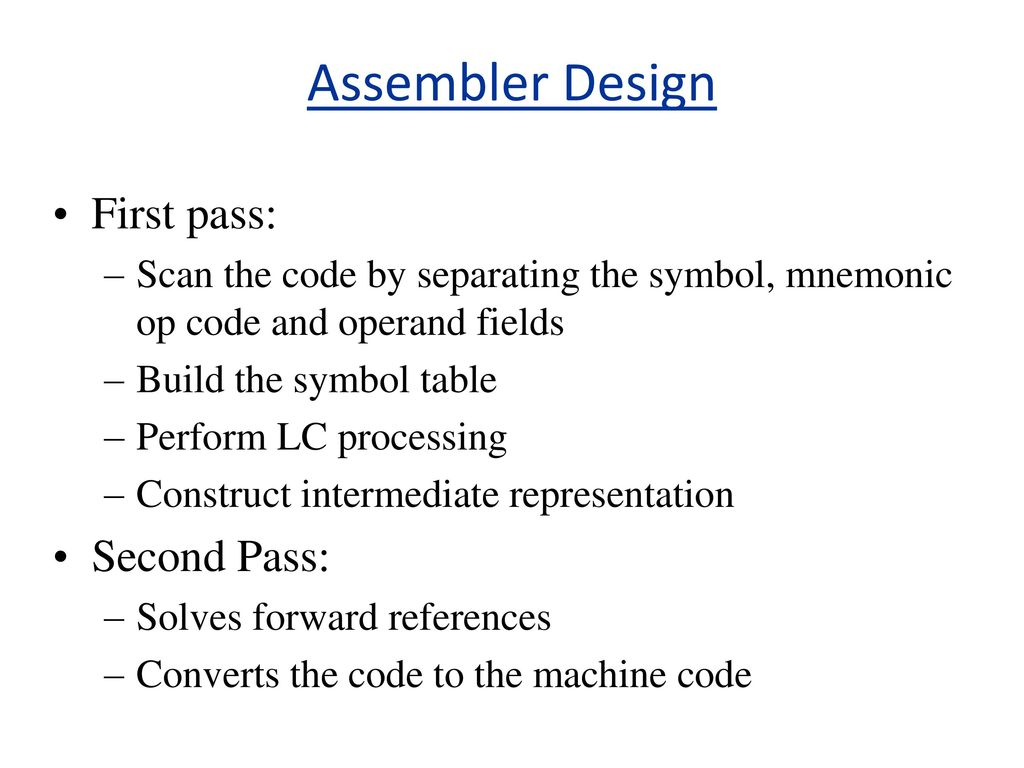 Assembler Design
• First pass:
– Scan the code by separating the symbol, mnemonic
op code and operand fields
– Build the symbol table
– Perform LC processing
– Construct intermediate representation
• Second Pass:
– Solves forward references
– Converts the code to the machine code